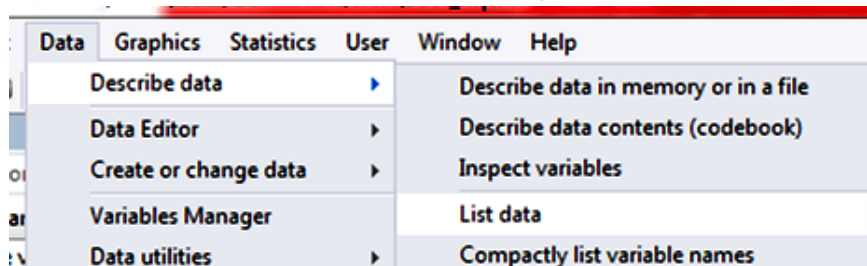 Data Graphics Statistics User Window Help
Describe data
Data Editor
Create or change data
Variables Manager
Data utilities
Describe data in memory or in a file
Describe data contents (codebook)
Inspect variables
List data
Compactly list variable names